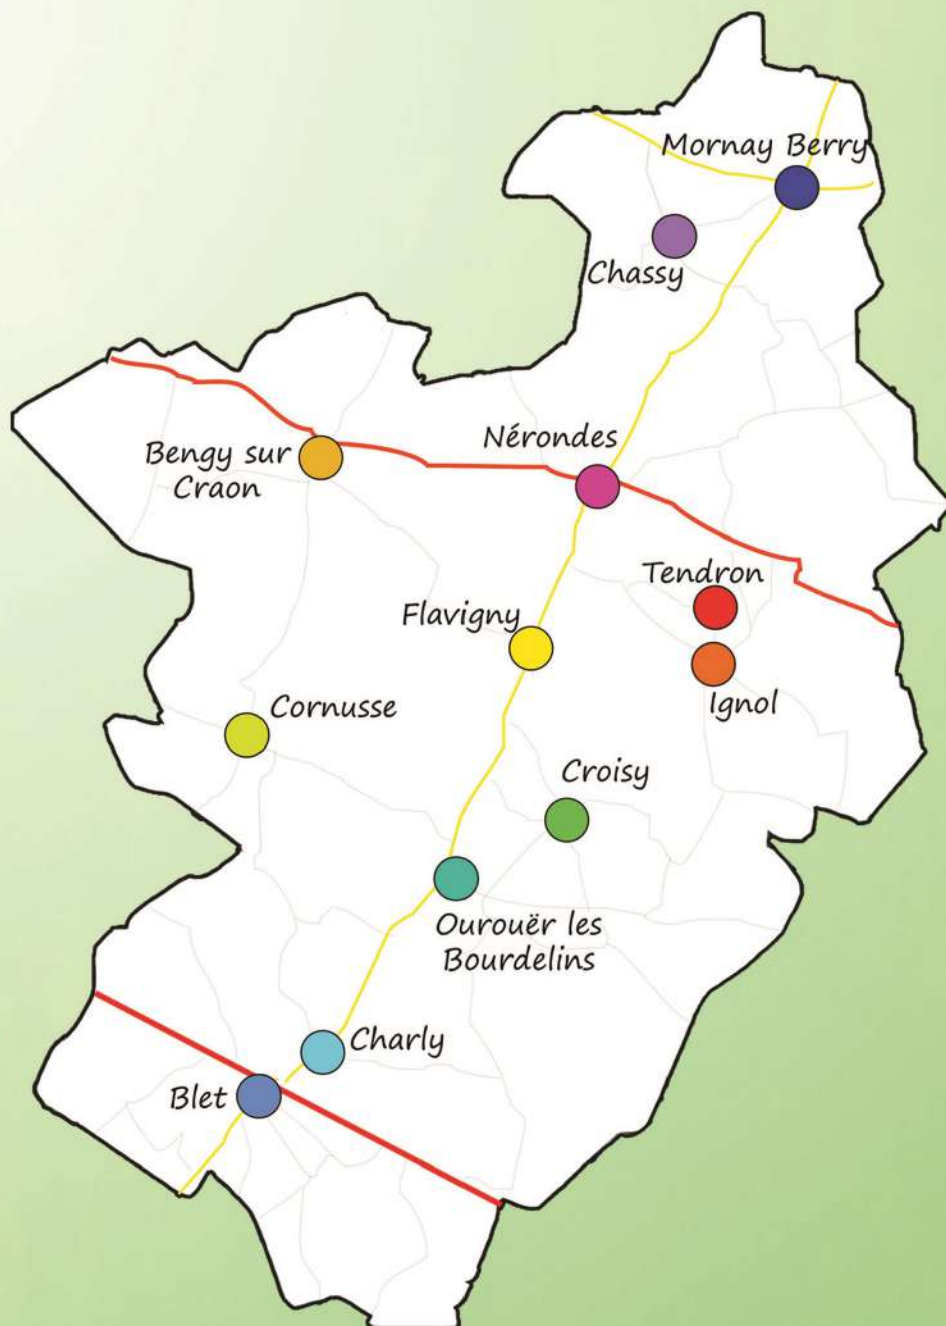 Mornay Berry
Chassy
Nérondes
Bengy sur
Craon
Tendron
Flavigny
Ignol
Cornusse
Croisy
Ourouër les
Bourdelins
Charly
Blet